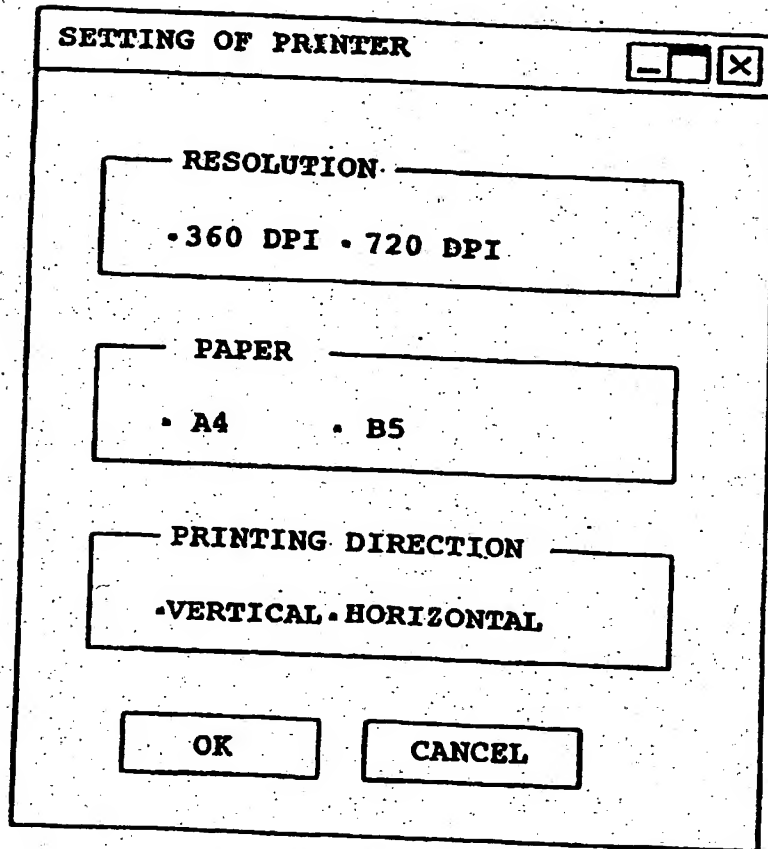 SETTING OF PRINTER
RESOLUTION
•360 DPI • 720 DPI
PAPER
• A4 • B5
PRINTING DIRECTION
•VERTICAL•HORIZONTAL
OK CANCEL